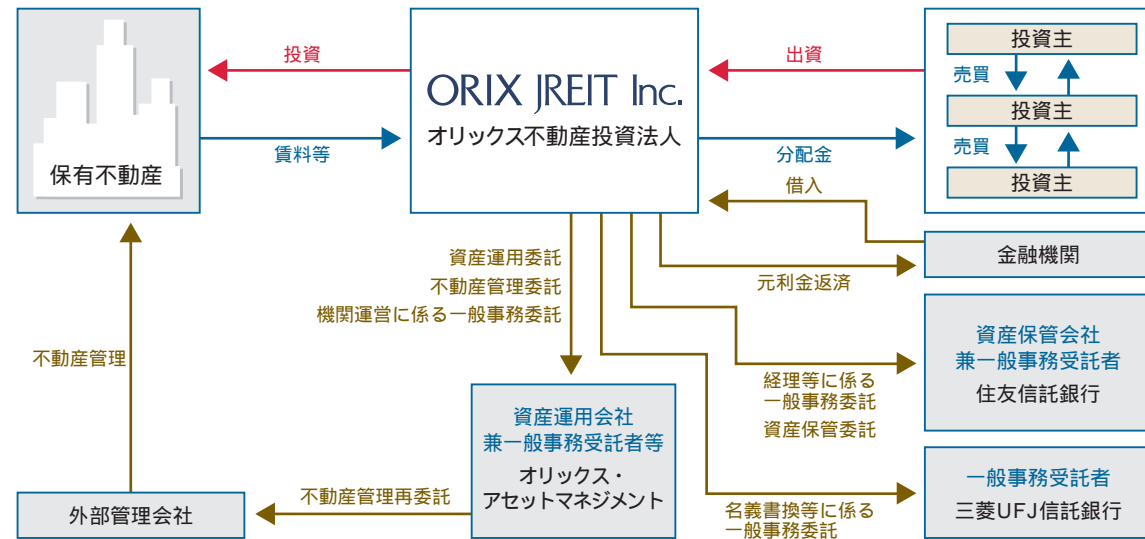 投資
出資
投資主
売買
投資主
売買
投資主
ORIX JREIT Inc.
オリックス不動産投資法人
保有不動産
賃料等
分配金
借入
金融機関
元利金返済
資産運用委託
不動産管理委託
機関運営に係る一般事務委託
不動産管理
経理等に係る
一般事務委託
資産保管委託
資産保管会社
兼一般事務受託者
住友信託銀行
資産運用会社
兼一般事務受託者等
オリックス・
アセットマネジメント
不動産管理再委託
外部管理会社
名義書換等に係る
一般事務委託
一般事務受託者
三菱UFJ信託銀行